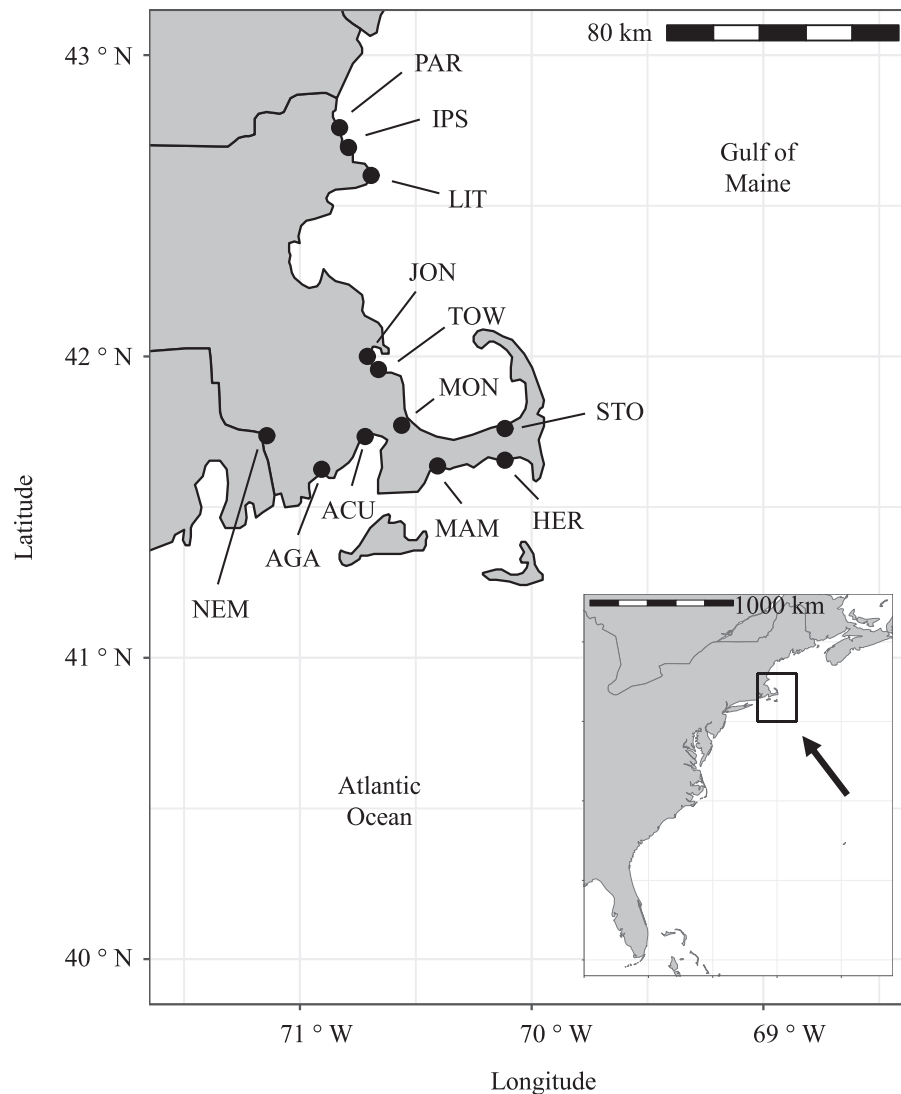 43 ° N
80 km
PAR
IPS
Gulf of
Maine
LIT
JON
TOW
42 ° N
MON
STO
ACU
MAM
HER
AGA
NEM
Latitude
1000 km
41 ° N
Atlantic
Ocean
40 ° N
71 ° W
70 ° W
69 ° W
Longitude